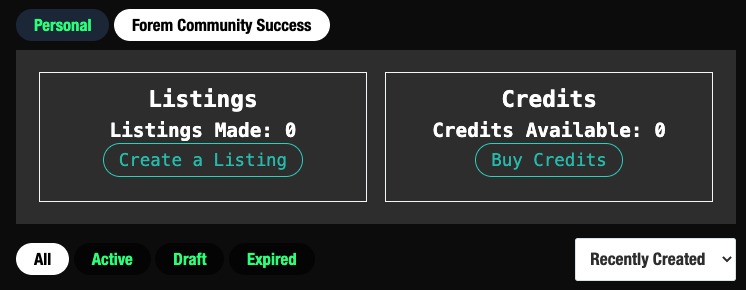 Personal Forem Community Success
Listings Credits
Listings Made: 0 Credits Available: 0
Create a Listing Buy Credits
All Active Draft Expired Recently Created